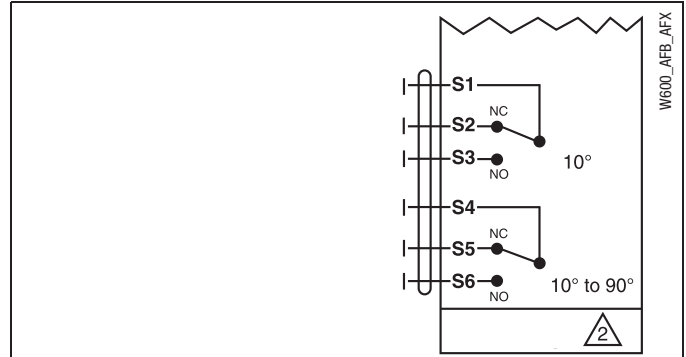 W600_AFB_AFX
S1
NC
S2
S3
10°
NO
S4
NC
S5
S6
10° to 90°
NO
2